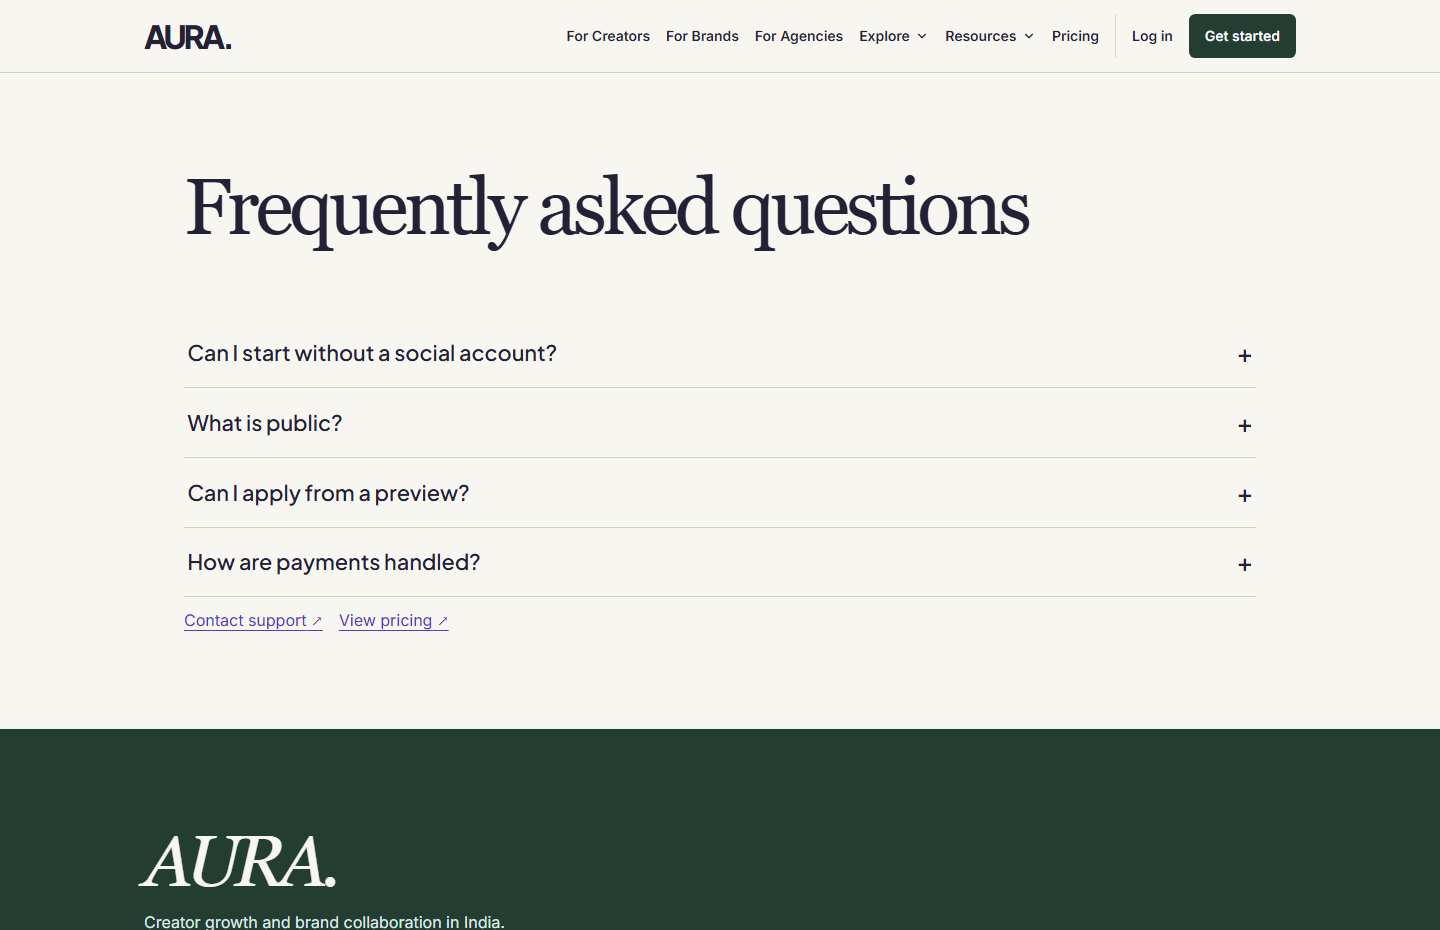 AURA.
For Creators For Brands For Agencies Explore Resources Pricing Log in Get started
Frequently asked questions
Can I start without a social account? +
What is public? +
Can I apply from a preview? +
How are payments handled? +
Contact support ↗ View pricing ↗
AURA.
Creator growth and brand collaboration in India.